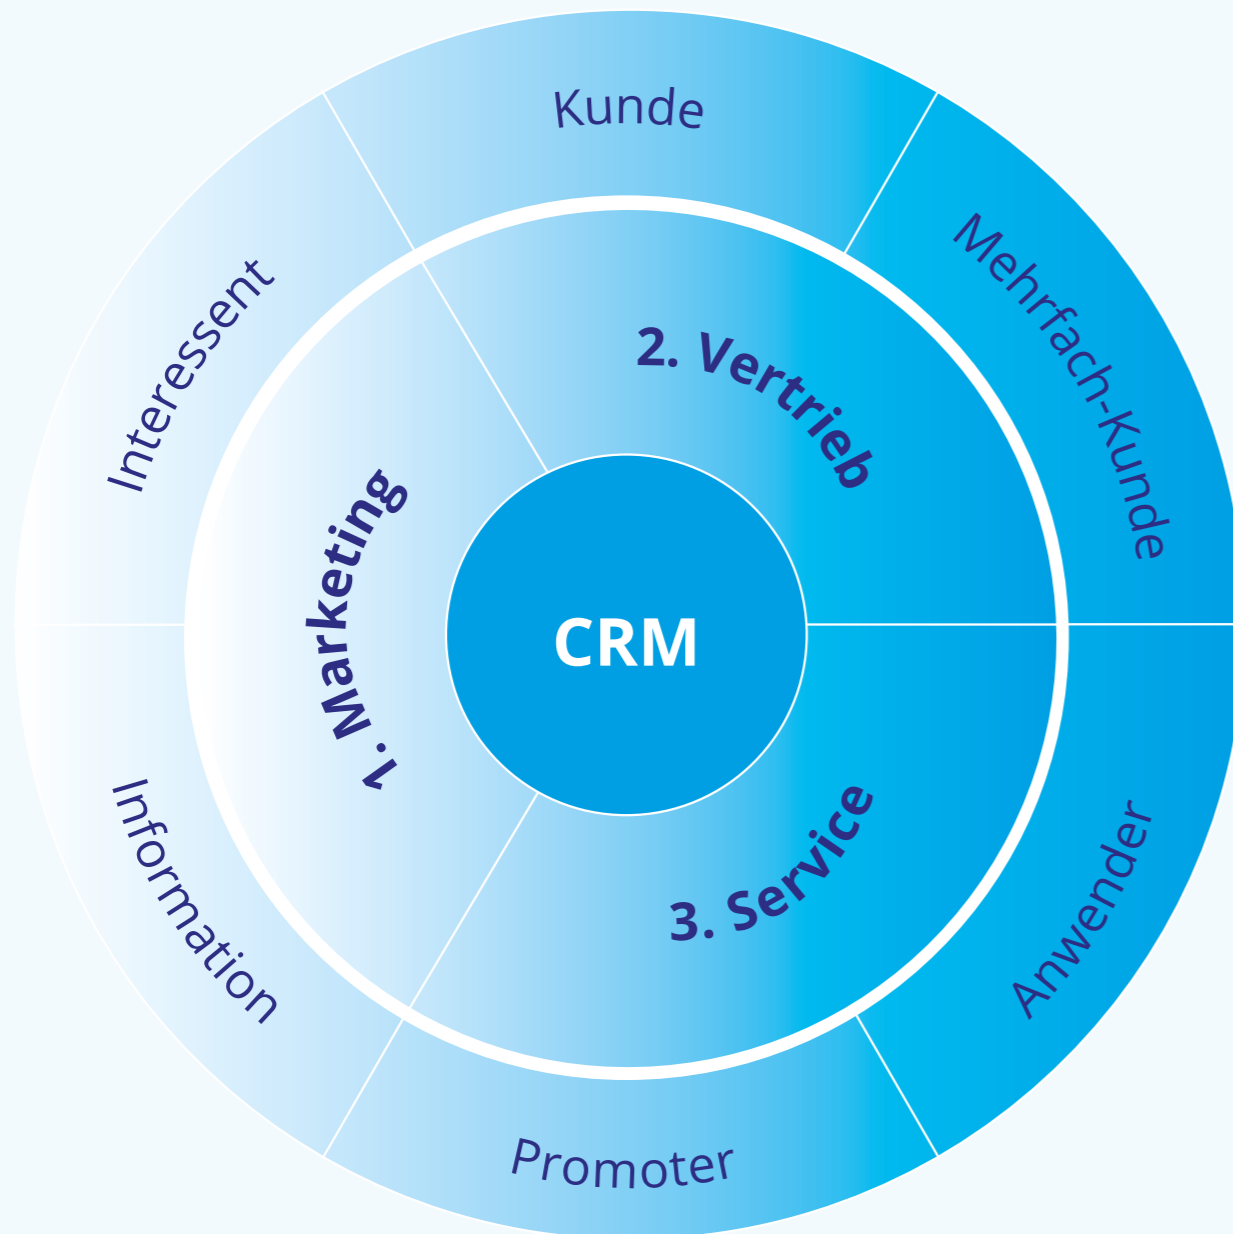 Kunde
Mehrfach-Kunde
Anwender
Promoter
Information
Interessent
1. Marketing
2. Vertrieb
3. Service
CRM